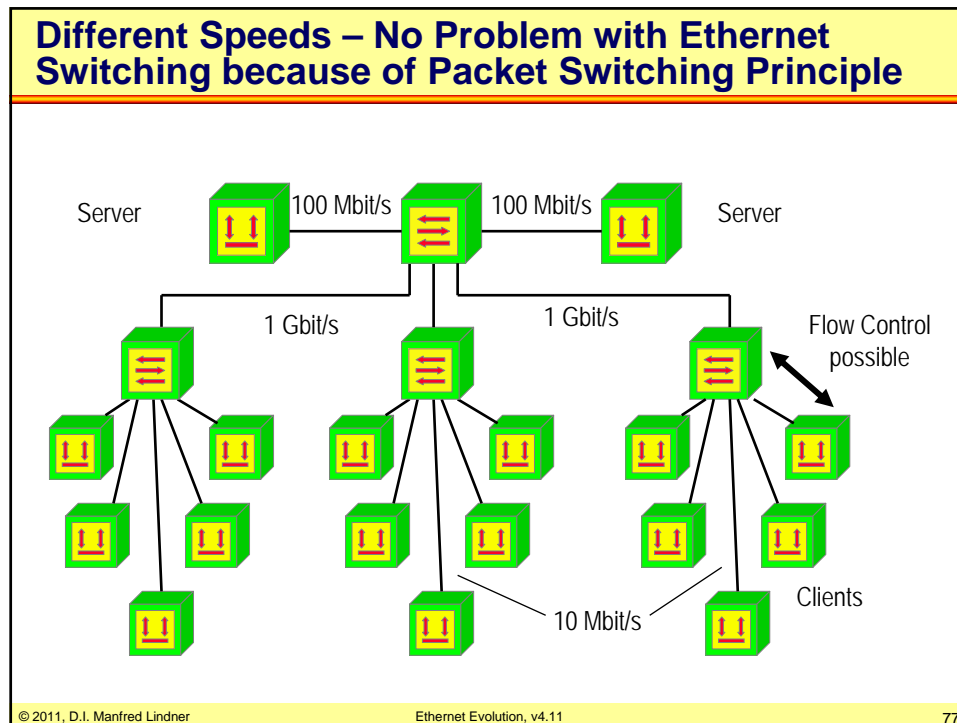 Different Speeds – No Problem with Ethernet
Switching because of Packet Switching Principle
Server
100 Mbit/s
100 Mbit/s
Server
1 Gbit/s
1 Gbit/s
Flow Control
possible
10 Mbit/s
Clients
© 2011, D.I. Manfred Lindner
Ethernet Evolution, v4.11
77